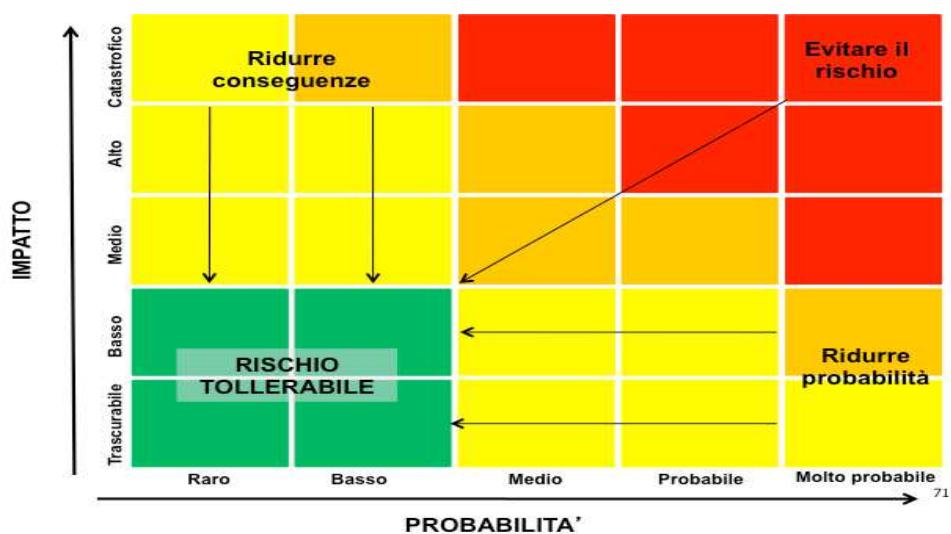 Catastrofico
Ridurre
conseguenze
Evitare il
rischio
Alto
IMPATTO
Medio
Basso
RISCHIO
TOLLERABILE
Ridurre
probabilità
Trascurabile
Raro
Basso
Medio
Probabile
Molto probabile
71
PROBABILITA'